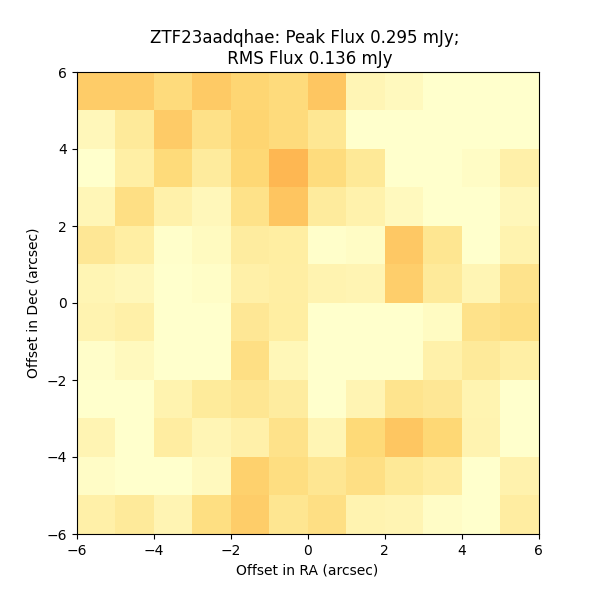 ZTF23aadqhae: Peak Flux 0.295 mJy;
RMS Flux 0.136 mJy
6
4
2
0
−2
−4
−6
Offset in Dec (arcsec)
−6 −4 −2 0 2 4 6
Offset in RA (arcsec)